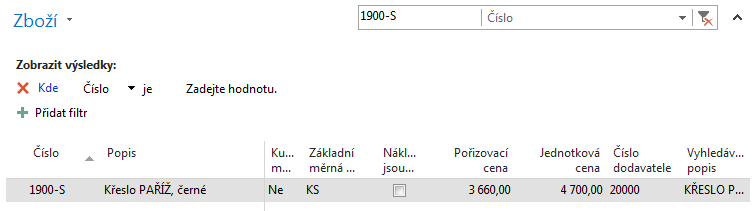 Zboží
1900-S Číslo
Zobrazit výsledky:
Kde Číslo je Zadejte hodnotu.
Přidat filtr
Číslo Popis Ku... Základní Nákl... Pořizovací Jednotková Číslo Vyhledáv...
m... měrná ... jsou... cena cena dodavatele popis
1900-S Křeslo PAŘÍŽ, černé Ne KS 3 660,00 4 700,00 20000 KŘESLO P...